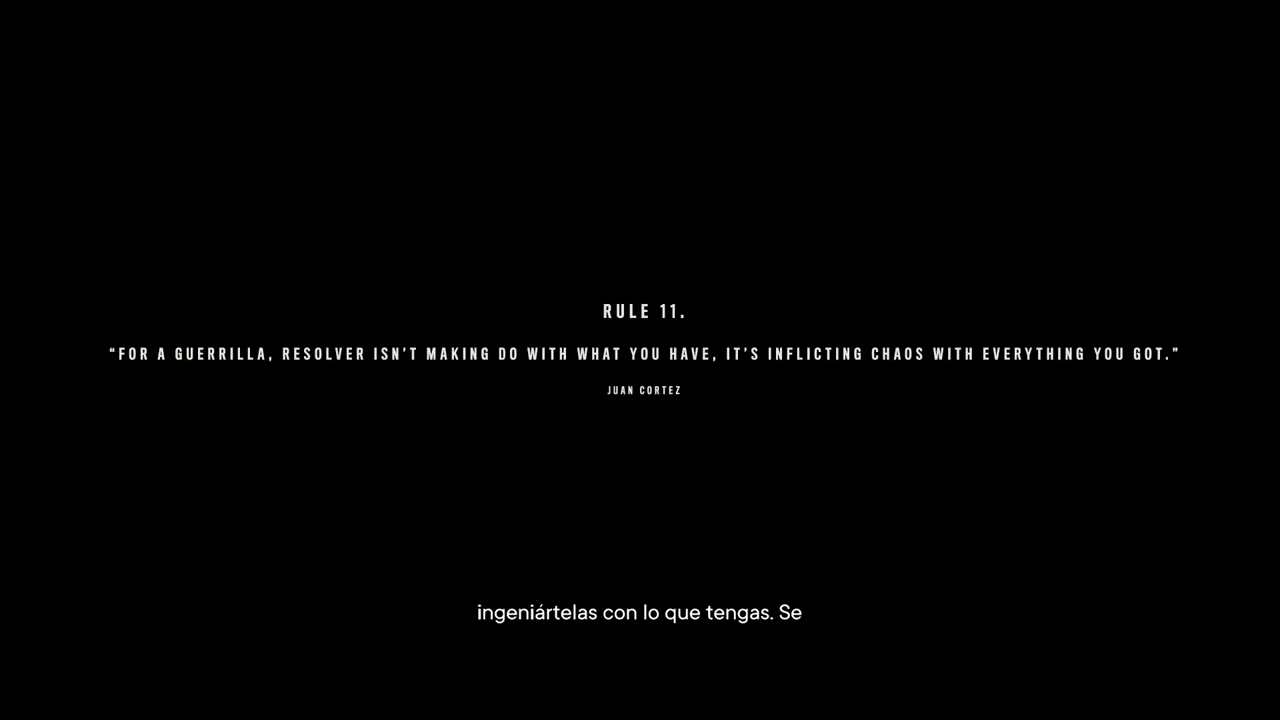 RULE 11.
“FOR A GUERRILLA, RESOLVER ISN’T MAKING DO WITH WHAT YOU HAVE, IT’S INFLICTING CHAOS WITH EVERYTHING YOU GOT.”
JUAN CORTEZ
ingeniártelas con lo que tengas. Se